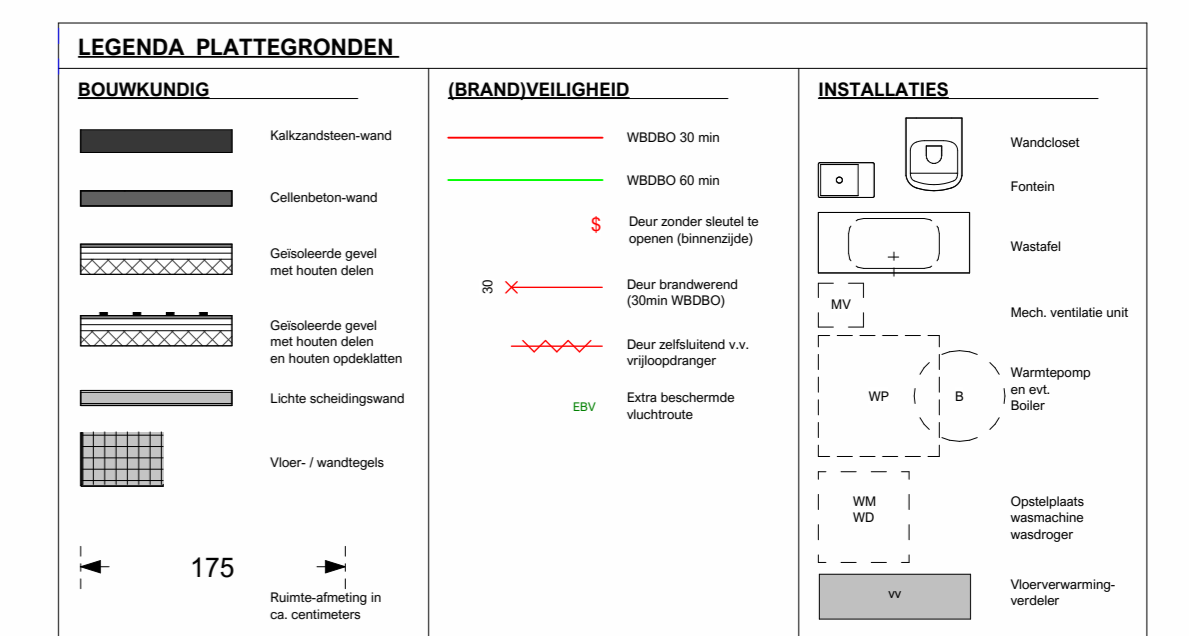 LEGENDA PLATTEGRONDEN
BOUWKUNDIG
Kalkzandsteen-wand
Cellenbeton-wand
Geïsoleerde gevel
met houten delen
Geïsoleerde gevel
met houten delen
en houten opdeklatten
Lichte scheidingswand
Vloer- / wandtegels
175
Ruimte-afmeting in
ca. centimeters
(BRAND)VEILIGHEID
WBDBO 30 min
WBDBO 60 min
$
Deur zonder sleutel te
openen (binnenzijde)
30
Deur brandwerend
(30min WBDBO)
Deur zelfsluitend v.v.
vrijloopdranger
EBV
Extra beschermde
vluchtroute
INSTALLATIES
Wandcloset
Fontein
Wastafel
MV
Mech. ventilatie unit
WP
B
Warmtepomp
en evt.
Boiler
WM
WD
Opstelplaats
wasmachine
wasdroger
vv
Vloerverwarming-
verdeler